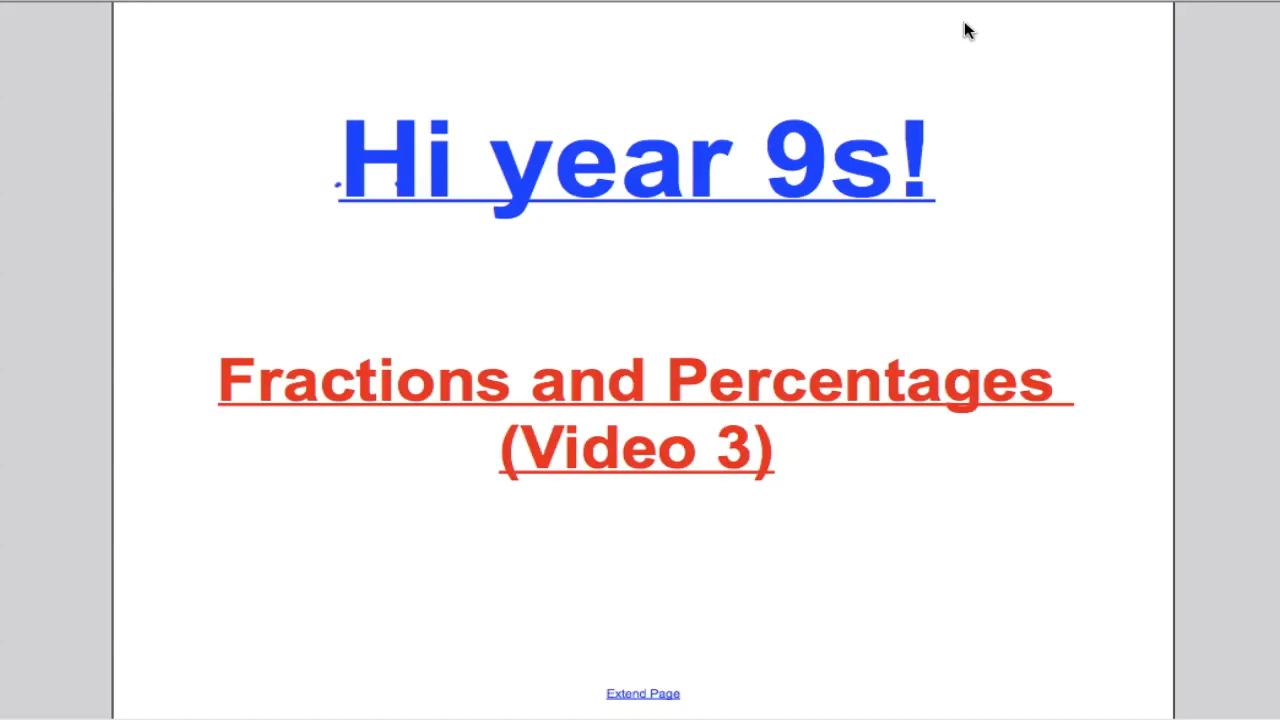 Hi year 9s!
Fractions and Percentages
(Video 3)
Extend Page